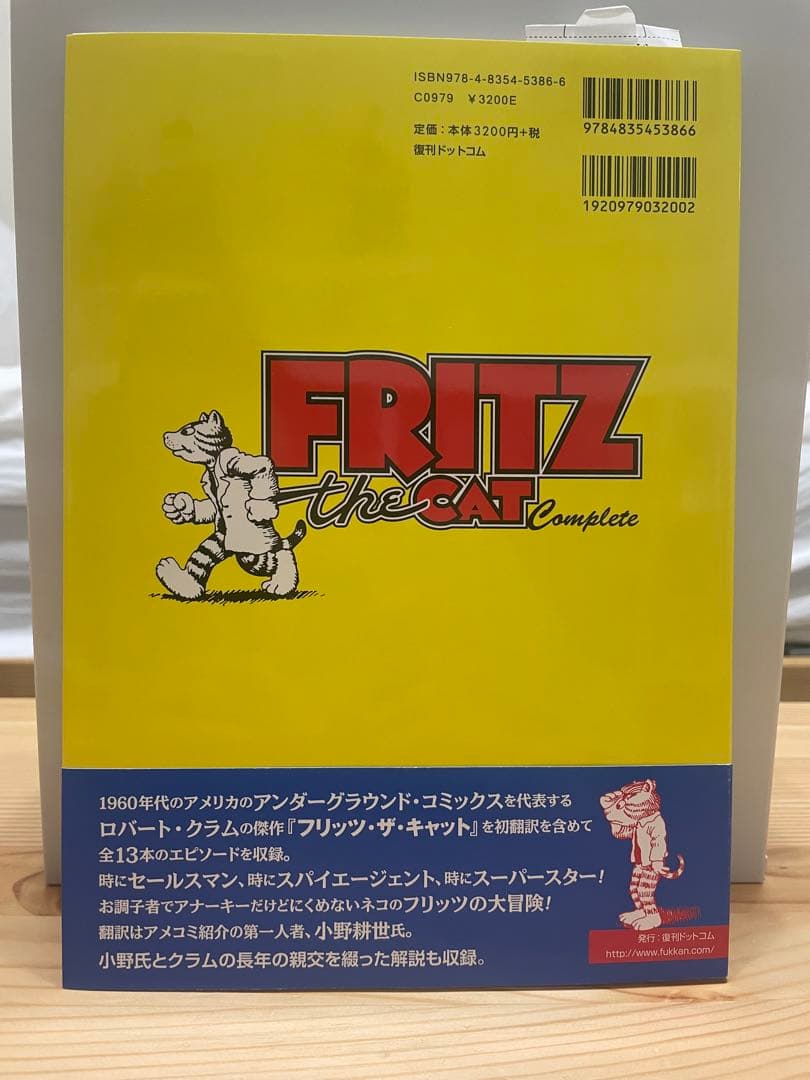 ISBN978-4-8354-5386-6
C0979 ¥3200E
定価:本体3200円+税
復刊ドットコム
9784835453866
1920979032002
FRITZ
the CAT Complete
1960年代のアメリカのアンダーグラウンド・コミックスを代表する
ロバート・クラムの傑作『フリッツ・ザ・キャット』を初翻訳を含めて
全13本のエピソードを収録。
時にセールスマン、時にスパイエージェント、時にスーパースター!
お調子者でアナーキーだけどにくめないネコのフリッツの大冒険!
翻訳はアメコミ紹介の第一人者、小野耕世氏。
小野氏とクラムの長年の親交を綴った解説も収録。
発行:復刊ドットコム
http://www.fukkan.com/